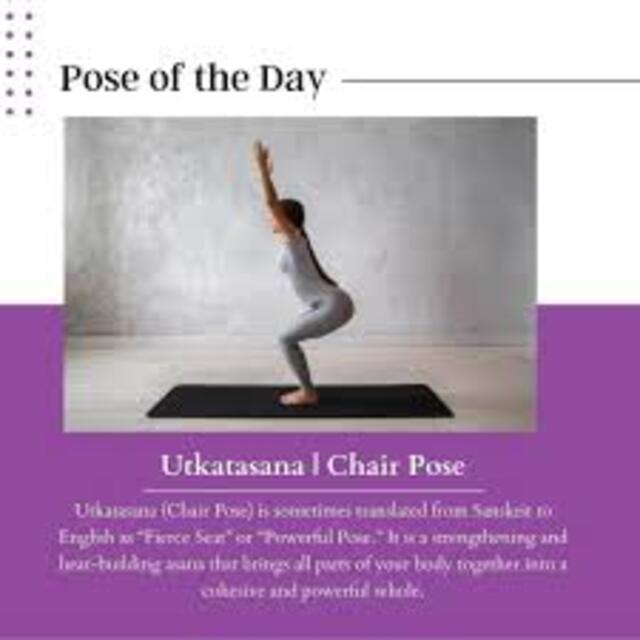 Pose of the Day
Utkatasana | Chair Pose
Utkatasana (Chair Pose) is sometimes translated from Sanskrit to
English as “Fierce Seat” or “Powerful Pose.” It is a strengthening and
heat-building asana that brings all parts of your body together into a
cohesive and powerful whole.